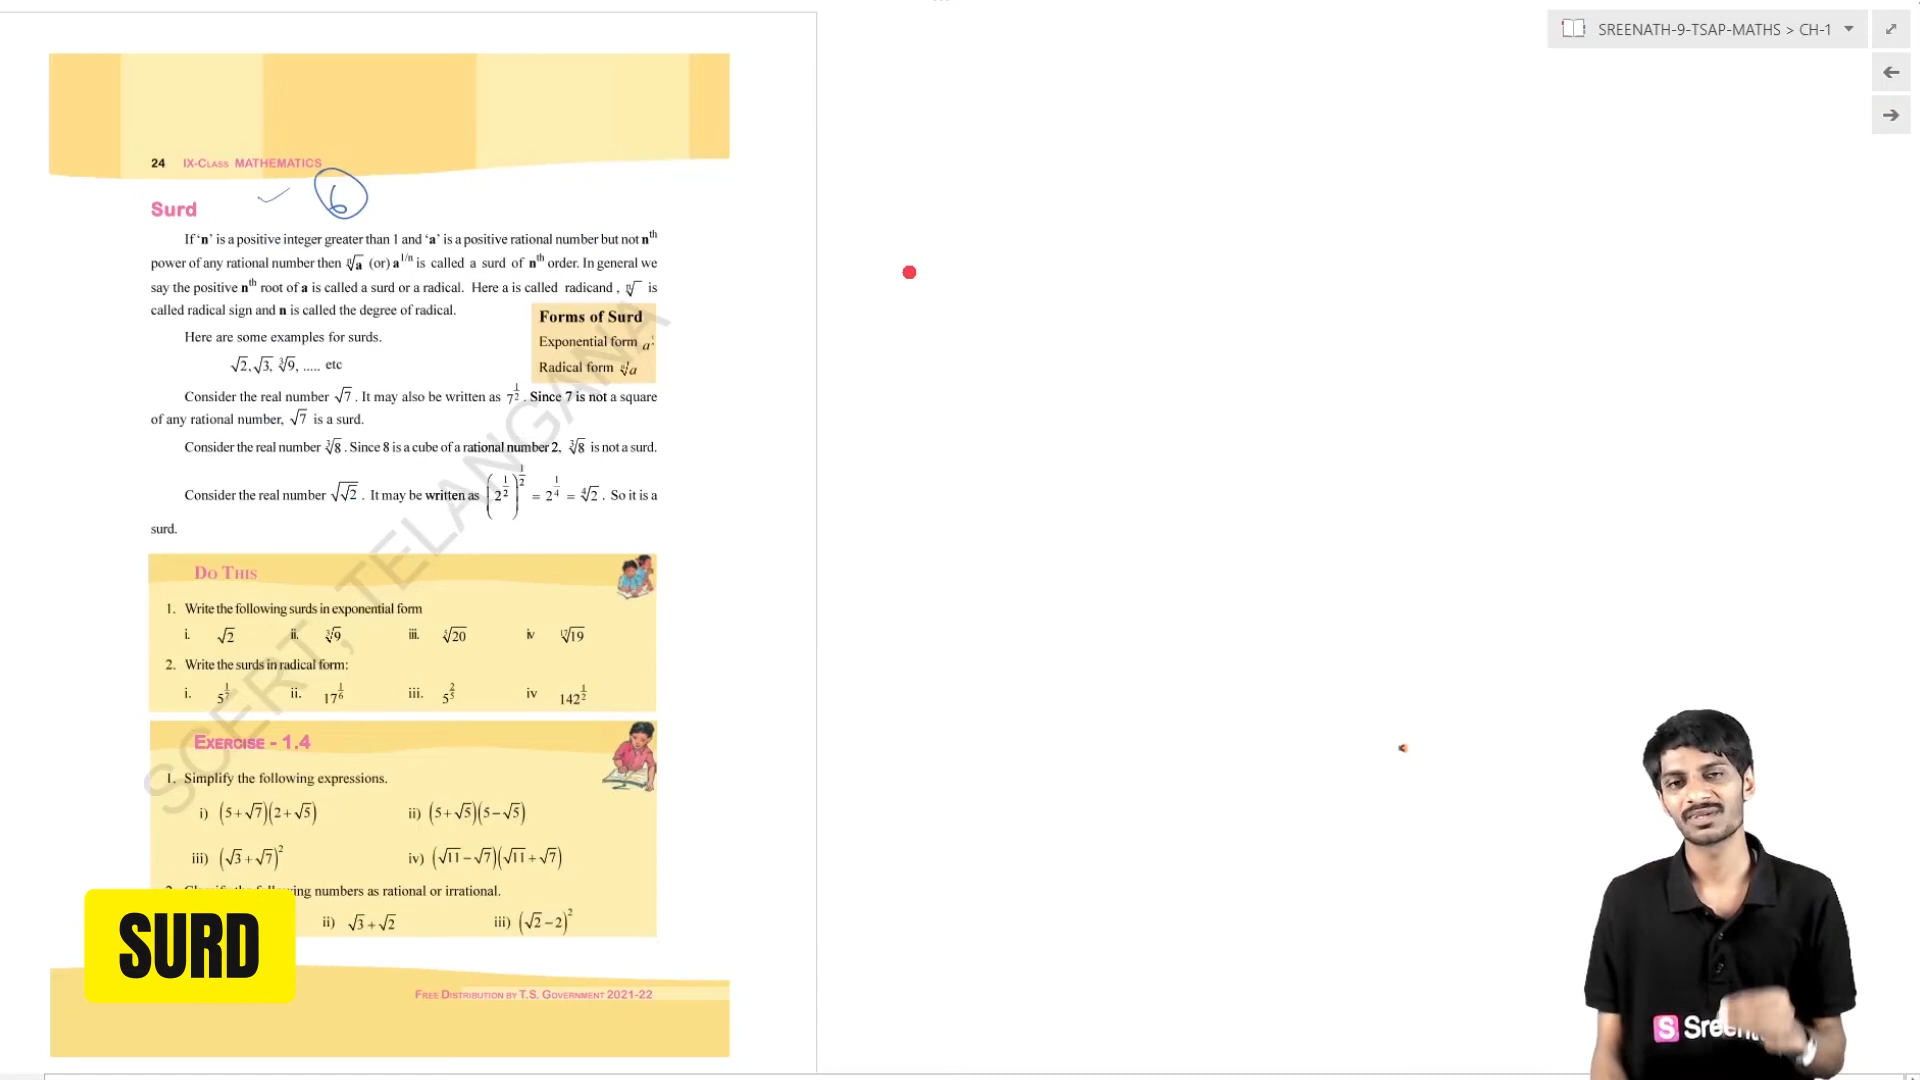 SREENATH-9-TSAP-MATHS > CH-1
24 IX-CLASS MATHEMATICS
6
Surd
If 'n' is a positive integer greater than 1 and 'a' is a positive rational number but not nᵗʰ
power of any rational number then ⁿ√a (or) a^1/n is called a surd of nᵗʰ order. In general we
say the positive nᵗʰ root of a is called a surd or a radical. Here a is called radicand , ⁿ√ is
called radical sign and n is called the degree of radical.
Forms of Surd
Exponential form a
Radical form ⁿ√a
Here are some examples for surds.
√2, √3, ³√9, ..... etc
Consider the real number √7 . It may also be written as 7^1/2 . Since 7 is not a square
of any rational number, √7 is a surd.
Consider the real number ³√8 . Since 8 is a cube of a rational number 2, ³√8 is not a surd.
Consider the real number √√2 . It may be written as (2^1/2)^1/2 = 2^1/4 = ⁴√2 . So it is a
surd.
DO THIS
1. Write the following surds in exponential form
i. √2 ii. ³√9 iii. ⁵√20 iv ¹⁷√19
2. Write the surds in radical form:
i. 5^1/7 ii. 17^1/6 iii. 5^2/5 iv 142^1/2
EXERCISE - 1.4
1. Simplify the following expressions.
i) (5+√7)(2+√5) ii) (5+√5)(5−√5)
iii) (√3+√7)² iv) (√11−√7)(√11+√7)
numbers as rational or irrational.
ii) √3+√2 iii) (√2−2)²
SURD
FREE DISTRIBUTION BY T.S. GOVERNMENT 2021-22
SCERT, TELANGANA
S